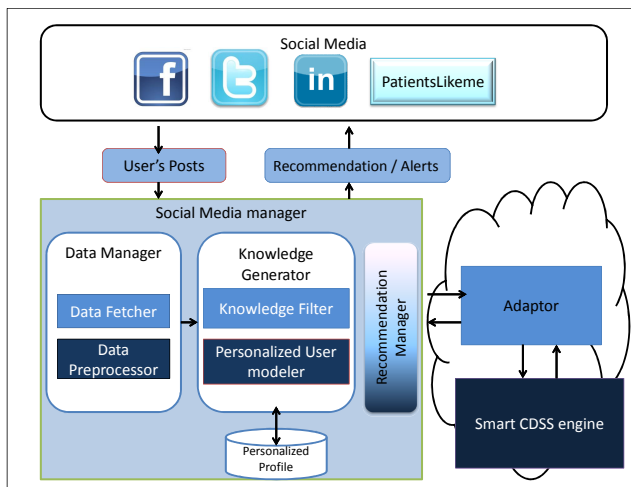 Social Media
f
t
in
PatientsLikeme
User's Posts
Recommendation / Alerts
Social Media manager
Data Manager
Knowledge
Generator
Data Fetcher
Knowledge Filter
Data
Preprocessor
Personalized User
modeler
Recommendation
Manager
Adaptor
Smart CDSS engine
Personalized
Profile